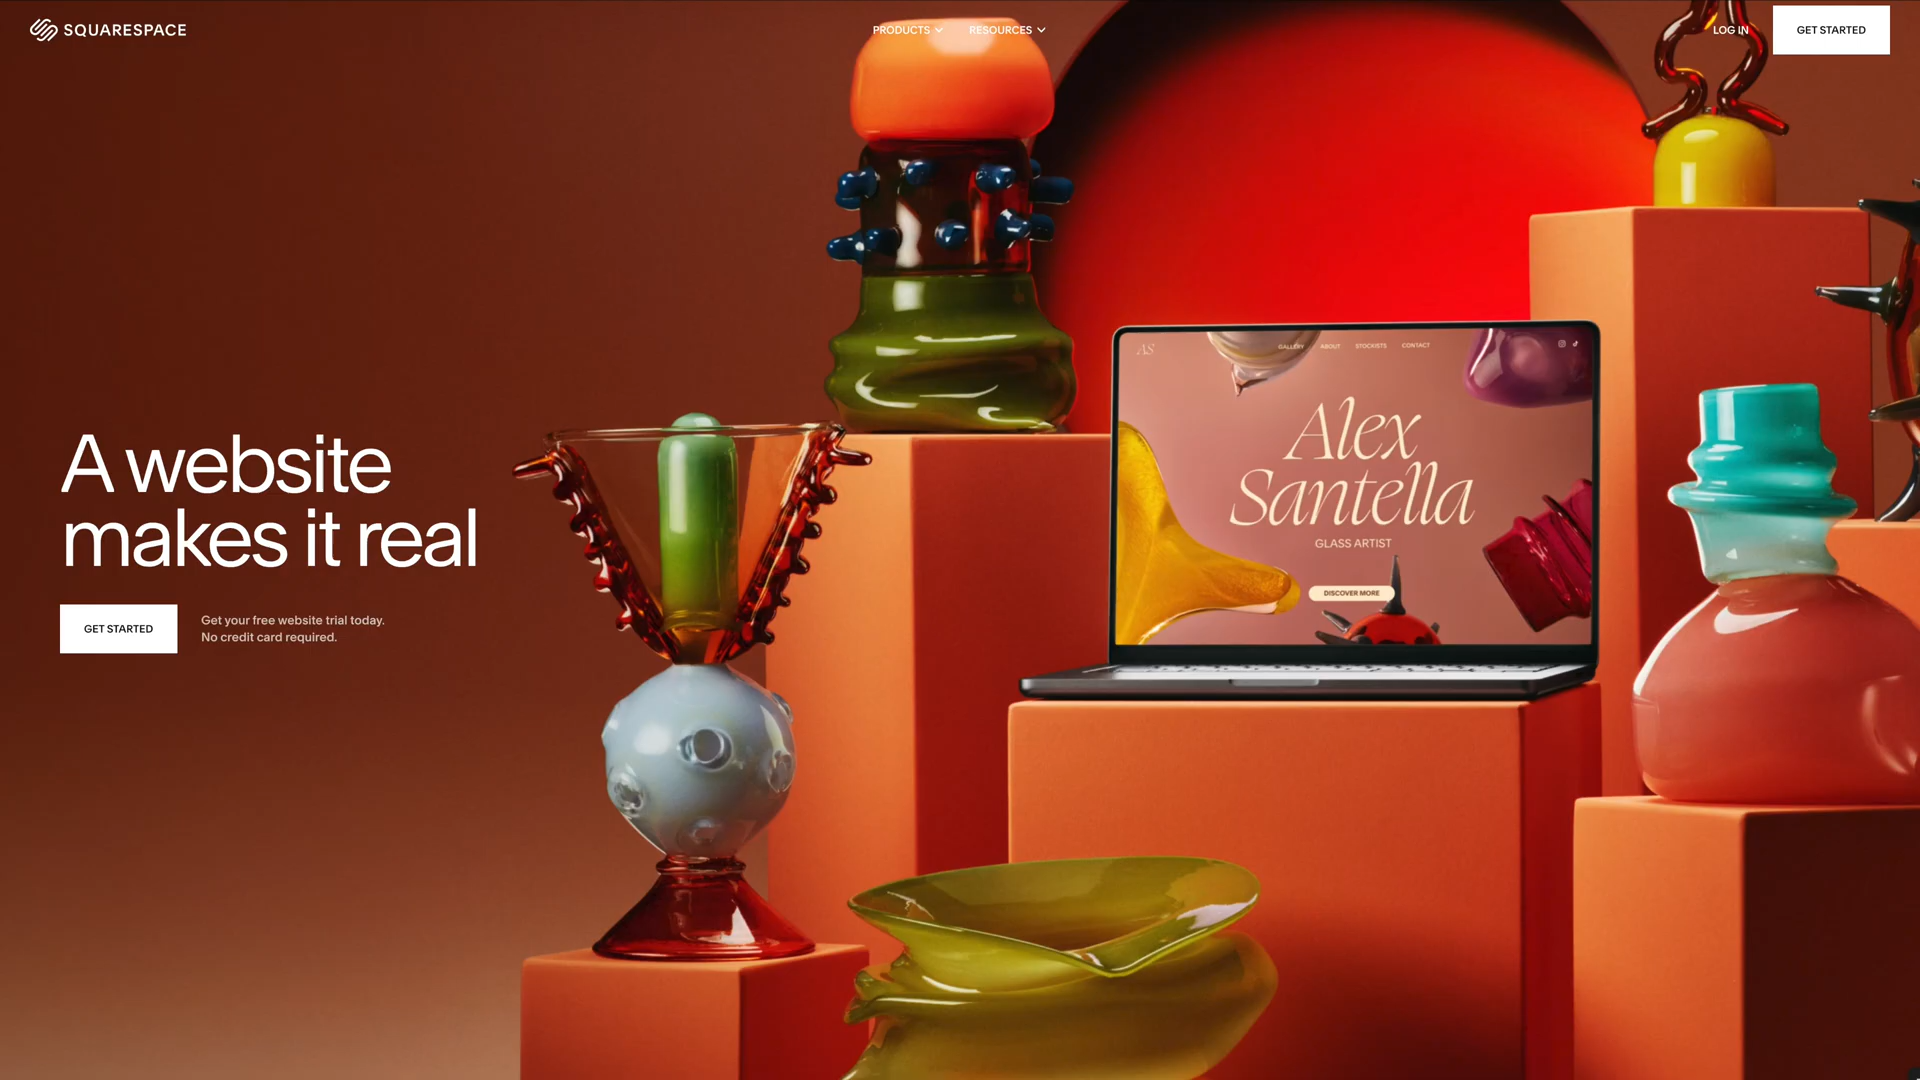 SQUARESPACE
PRODUCTS
RESOURCES
LOG IN
GET STARTED
A website
makes it real
GET STARTED
Get your free website trial today.
No credit card required.
AS
GALLERY
ABOUT
STOCKISTS
CONTACT
Alex
Santella
GLASS ARTIST
DISCOVER MORE